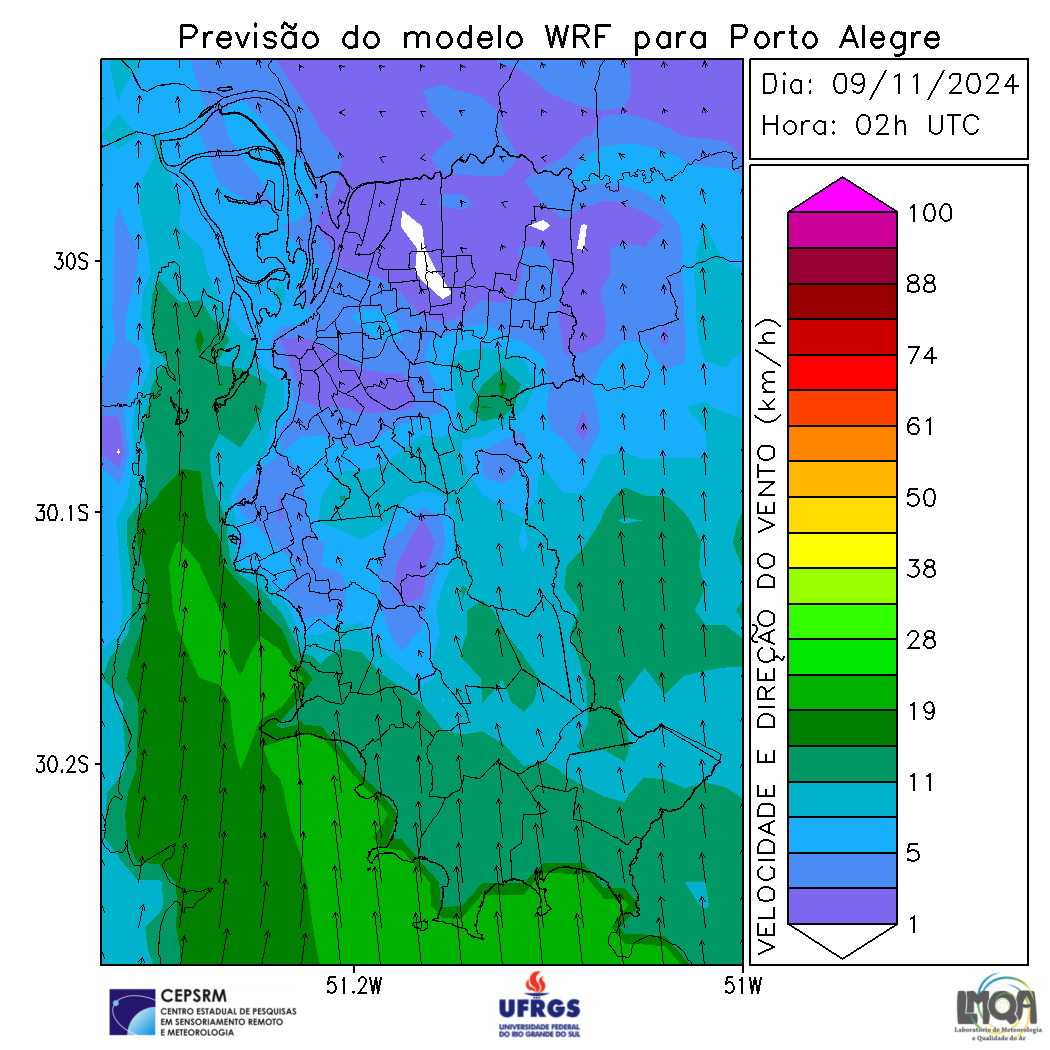 Previsão do modelo WRF para Porto Alegre
Dia: 09/11/2024
Hora: 02h UTC
30S
30.1S
30.2S
51.2W
51W
VELOCIDADE E DIREÇÃO DO VENTO (km/h)
100
88
74
61
50
38
28
19
11
5
1
CEPSRM
CENTRO ESTADUAL DE PESQUISAS
EM SENSORIAMENTO REMOTO
E METEOROLOGIA
UFRGS
UNIVERSIDADE FEDERAL
DO RIO GRANDE DO SUL
LMQA
Laboratório de Meteorologia
e Qualidade do Ar